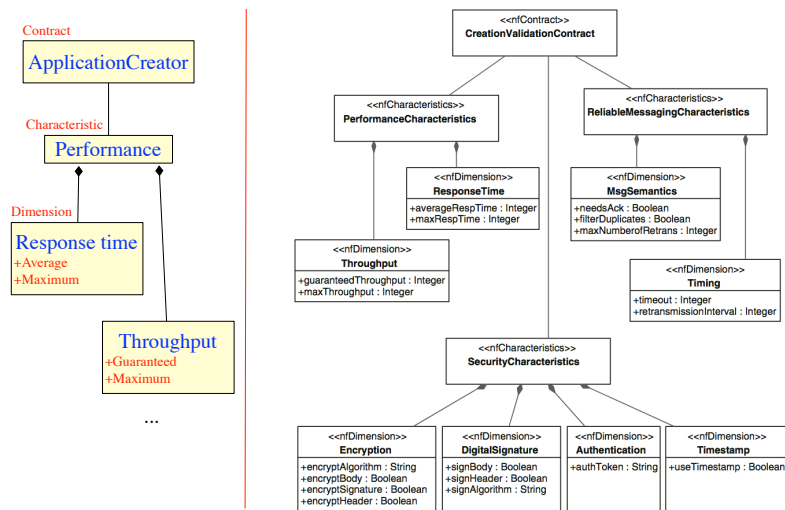 Contract
ApplicationCreator
Characteristic
Performance
Dimension
Response time
+Average
+Maximum
Throughput
+Guaranteed
+Maximum
...
<<nfContract>>
CreationValidationContract
<<nfCharacteristics>>
PerformanceCharacteristics
<<nfCharacteristics>>
ReliableMessagingCharacteristics
<<nfDimension>>
ResponseTime
+averageRespTime : Integer
+maxRespTime : Integer
<<nfDimension>>
MsgSemantics
+needsAck : Boolean
+filterDuplicates : Boolean
+maxNumberofRetrans : Integer
<<nfDimension>>
Throughput
+guaranteedThroughput : Integer
+maxThroughput : Integer
<<nfDimension>>
Timing
+timeout : Integer
+retransmissionInterval : Integer
<<nfCharacteristics>>
SecurityCharacteristics
<<nfDimension>>
Encryption
+encryptAlgorithm : String
+encryptBody : Boolean
+encryptSignature : Boolean
+encryptHeader : Boolean
<<nfDimension>>
DigitalSignature
+signBody : Boolean
+signHeader : Boolean
+signAlgorithm : String
<<nfDimension>>
Authentication
+authToken : String
<<nfDimension>>
Timestamp
+useTimestamp : Boolean